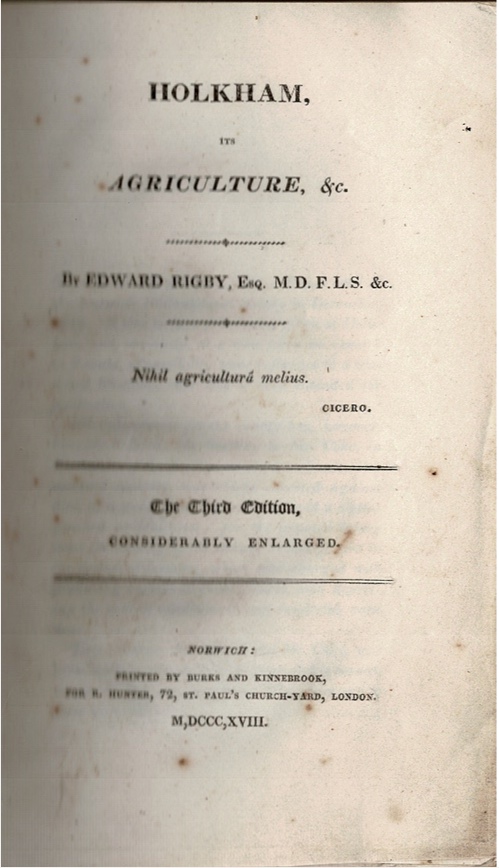 HOLKHAM,
ITS
AGRICULTURE, &c.
By EDWARD RIGBY, Esq. M.D. F.L.S. &c.
Nihil agriculturâ melius.
CICERO.
The Third Edition,
CONSIDERABLY ENLARGED.
NORWICH:
PRINTED BY BURKS AND KINNEBROOK,
FOR R. HUNTER, 72, ST. PAUL'S CHURCH-YARD, LONDON.
M,DCCC,XVIII.